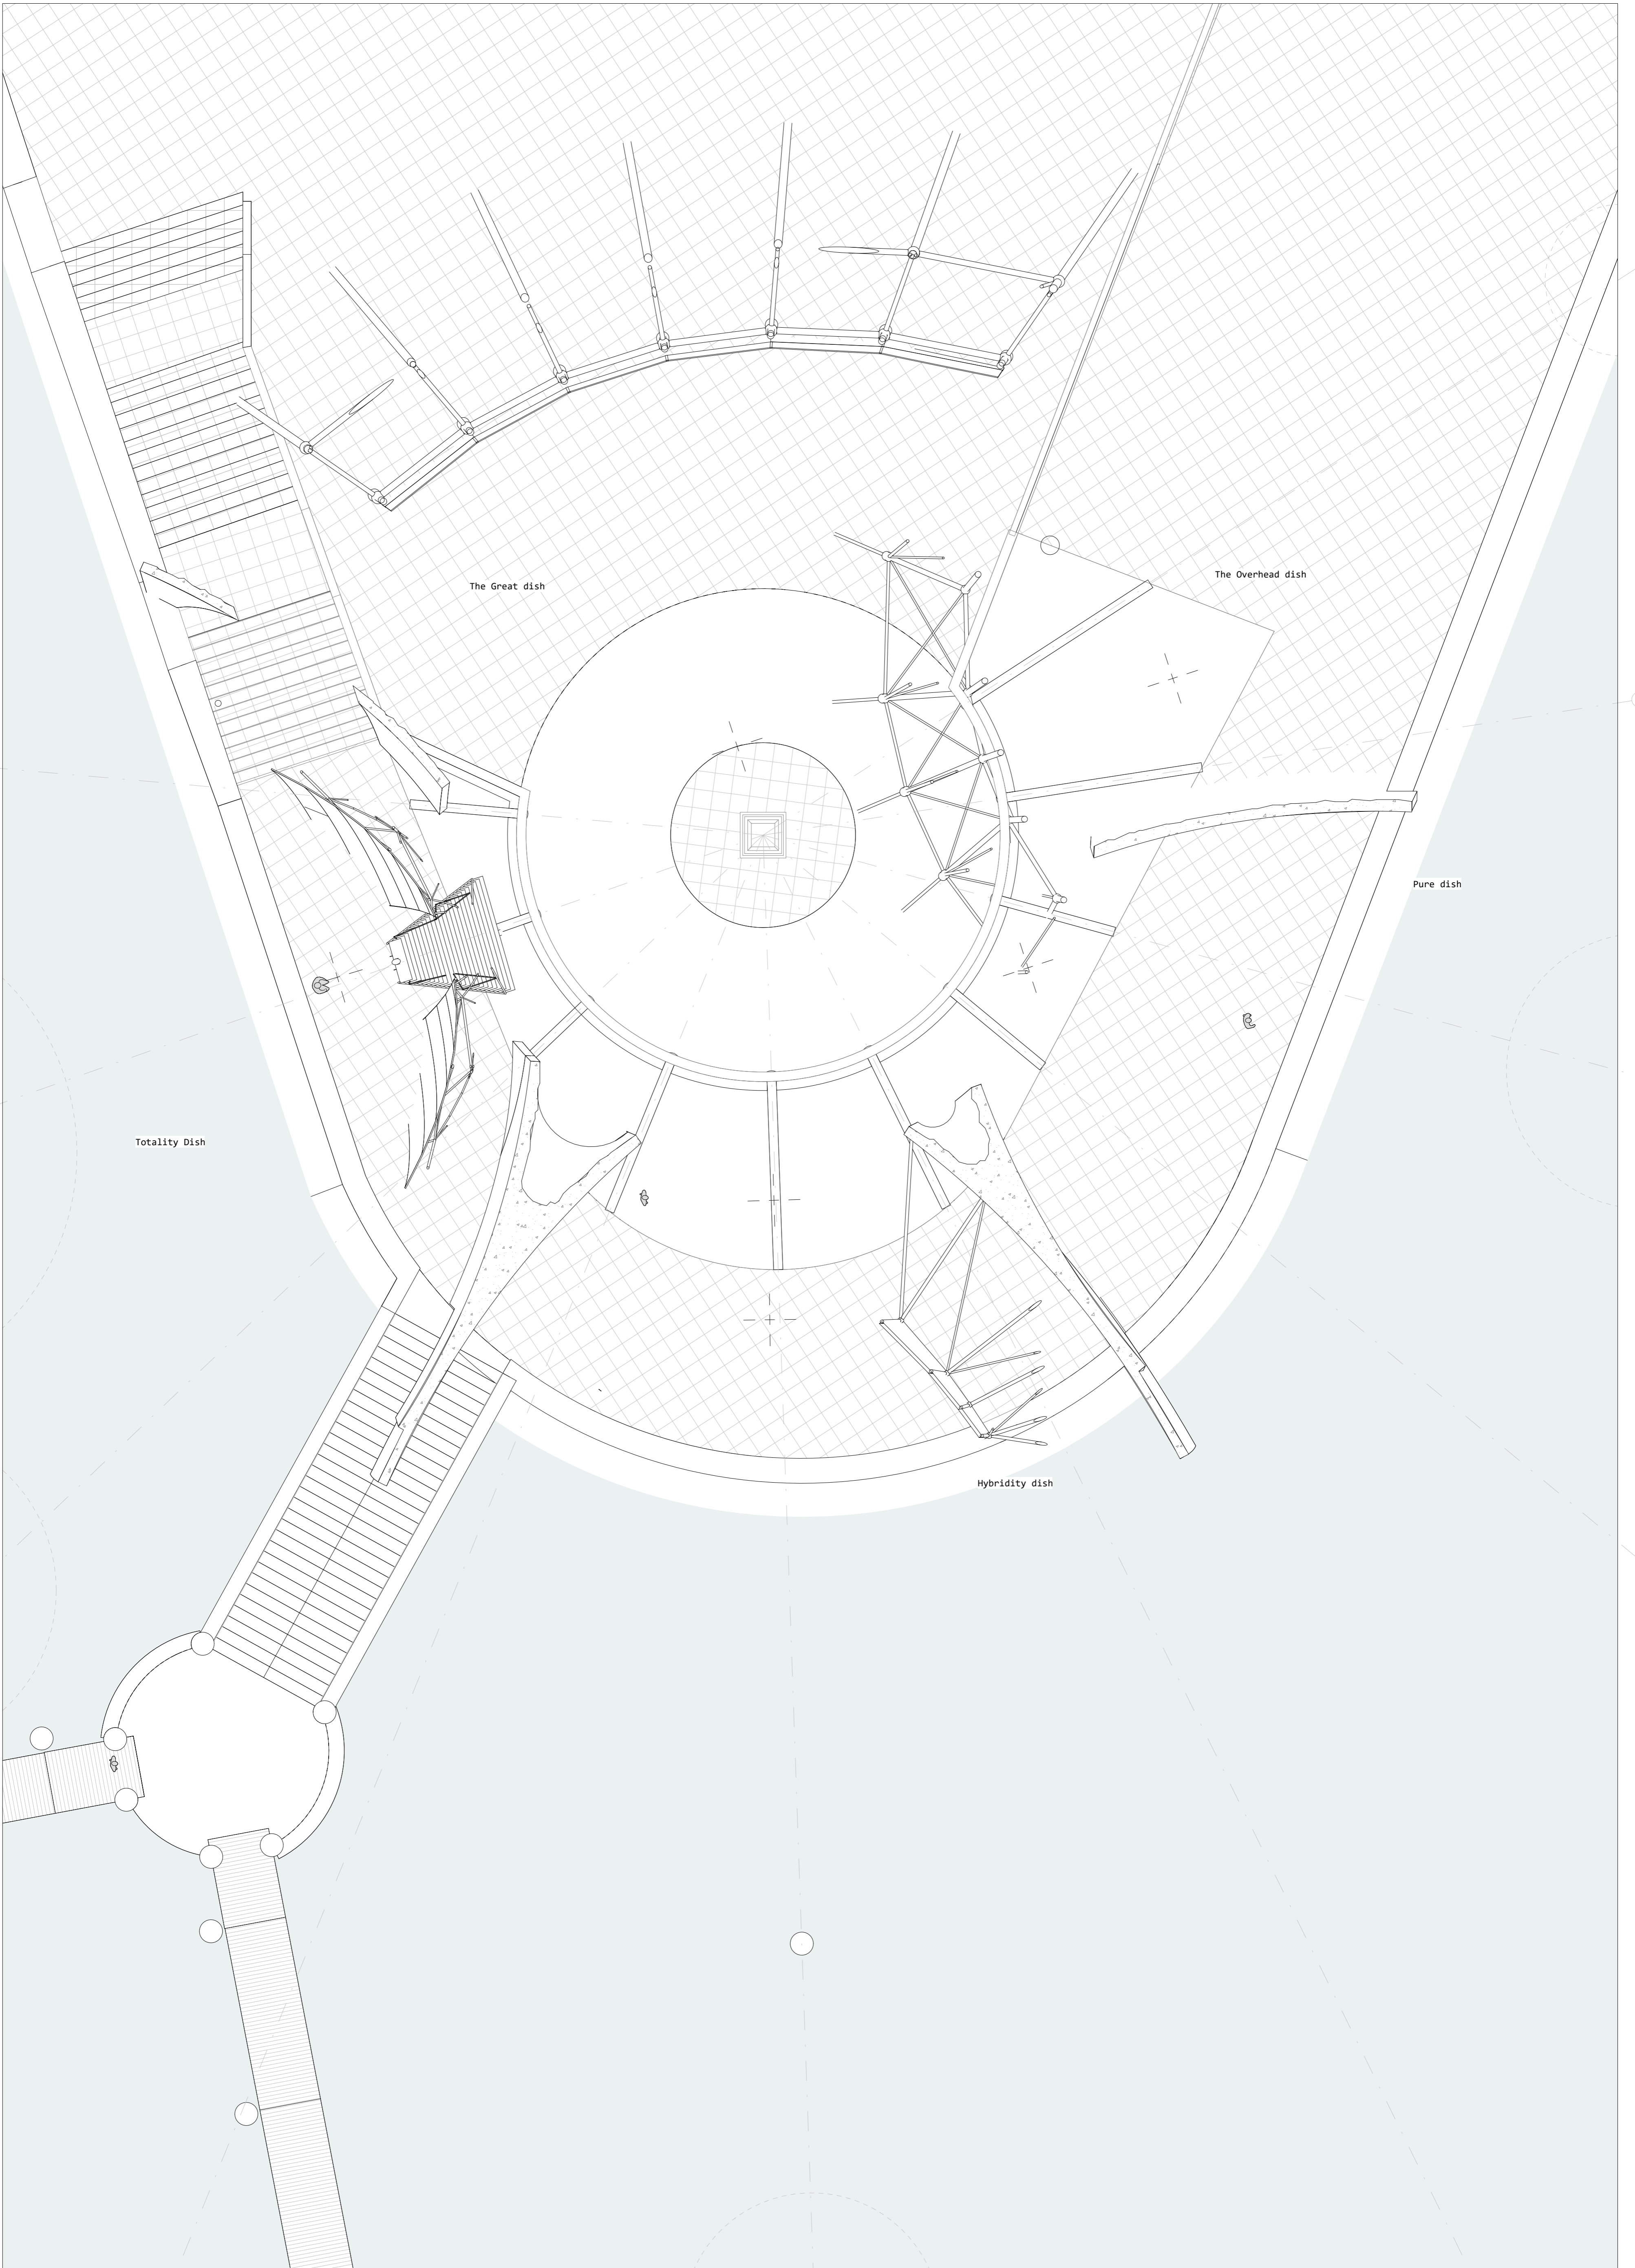 The Overhead dish
The Great dish
Pure dish
Totality Dish
Hybridity dish